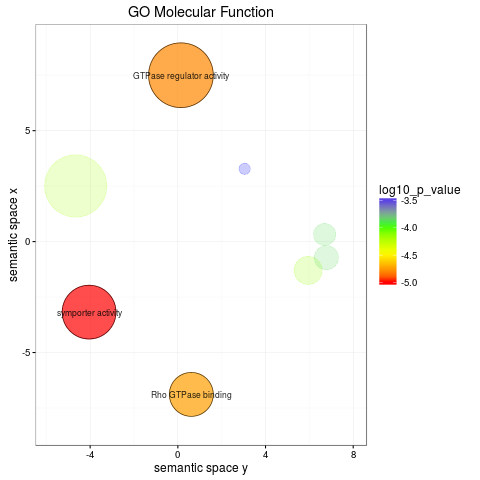 GO Molecular Function
GTPase regulator activity
symporter activity
Rho GTPase binding
5
0
-5
-4
0
4
8
semantic space y
semantic space x
log10_p_value
-3.5
-4.0
-4.5
-5.0